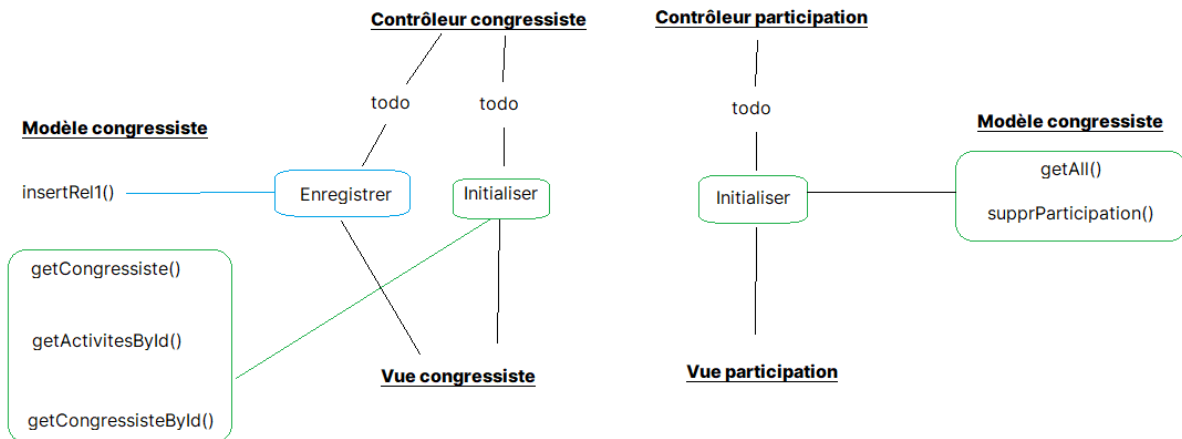 Contrôleur congressiste
Contrôleur participation
todo
todo
todo
Modèle congressiste
Modèle congressiste
insertRel1()
Enregistrer
Initialiser
Initialiser
getAll()
supprParticipation()
getCongressiste()
getActivitesById()
getCongressisteById()
Vue congressiste
Vue participation